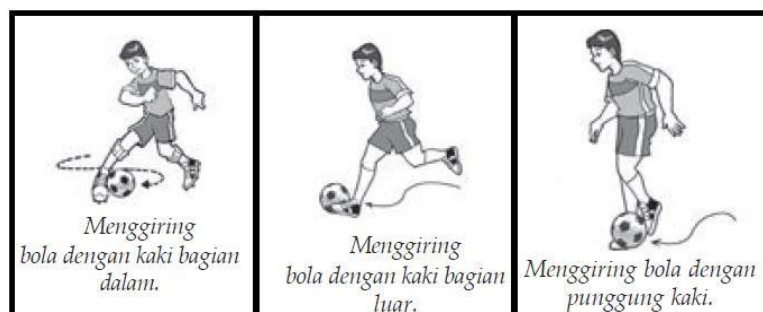 Menggiring
bola dengan kaki bagian
dalam.
Menggiring
bola dengan kaki bagian
luar.
Menggiring bola dengan
punggung kaki.